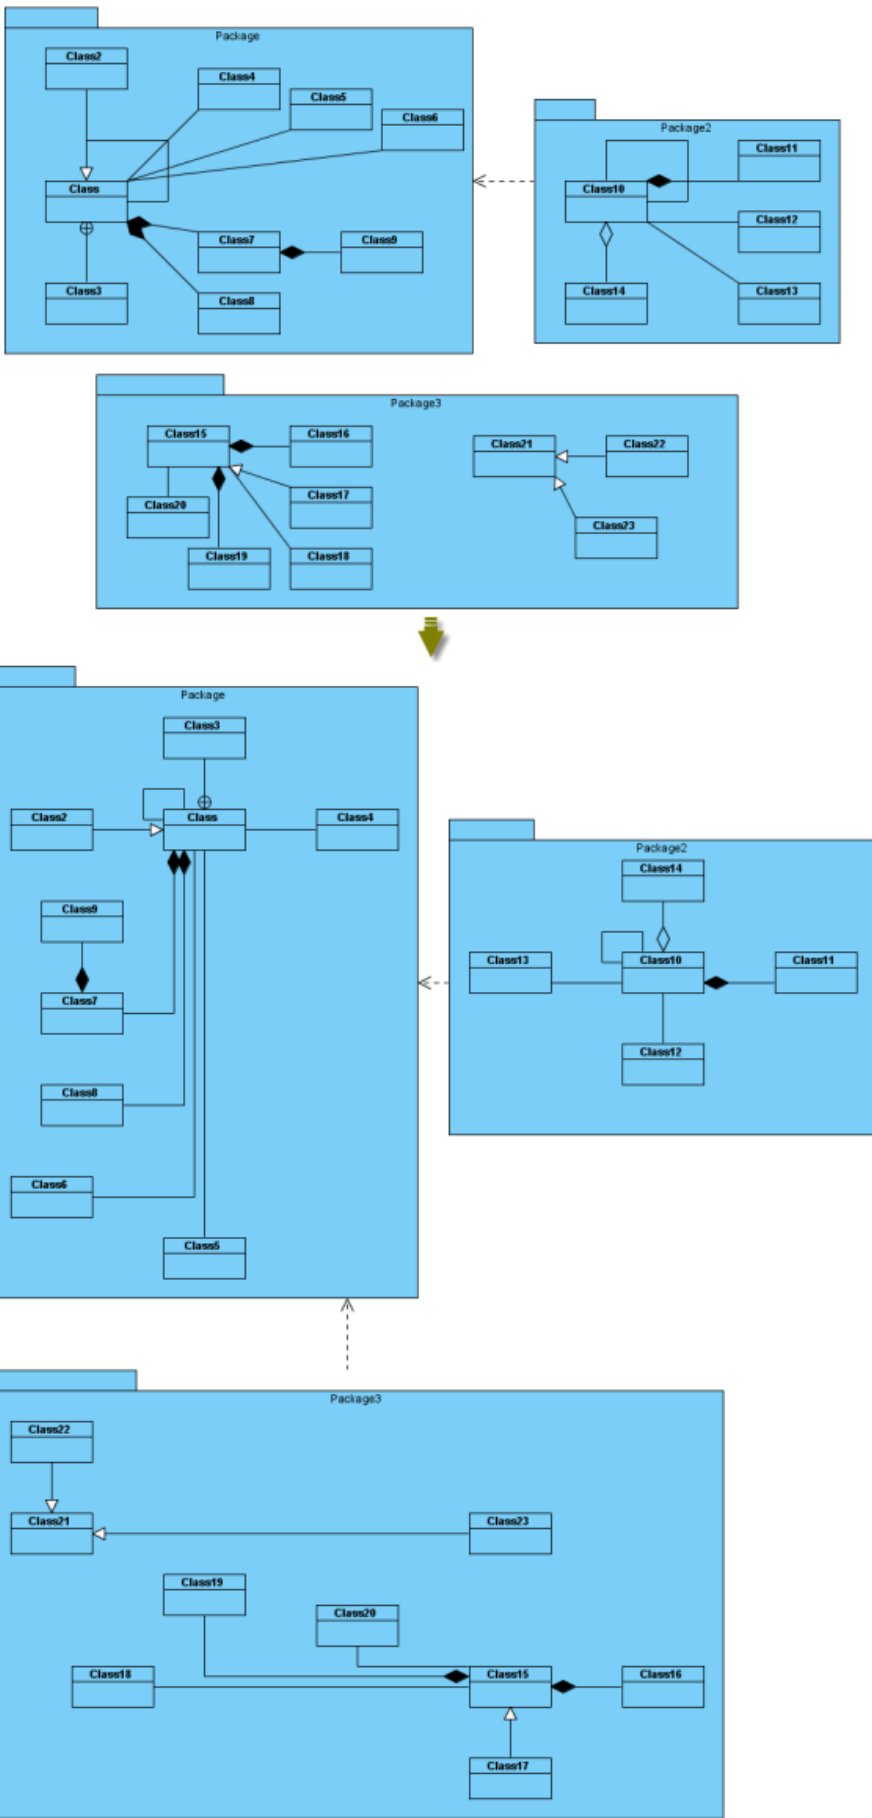 Package
Class2
Class4
Class5
Class6
Class
Class7
Class9
Class3
Class8
Package2
Class11
Class10
Class12
Class14
Class13
Package3
Class15
Class16
Class21
Class22
Class17
Class20
Class23
Class19
Class18
Package
Class3
Class2
Class
Class4
Class9
Class7
Class8
Class6
Class5
Package2
Class14
Class13
Class10
Class11
Class12
Package3
Class22
Class21
Class23
Class19
Class20
Class18
Class15
Class16
Class17